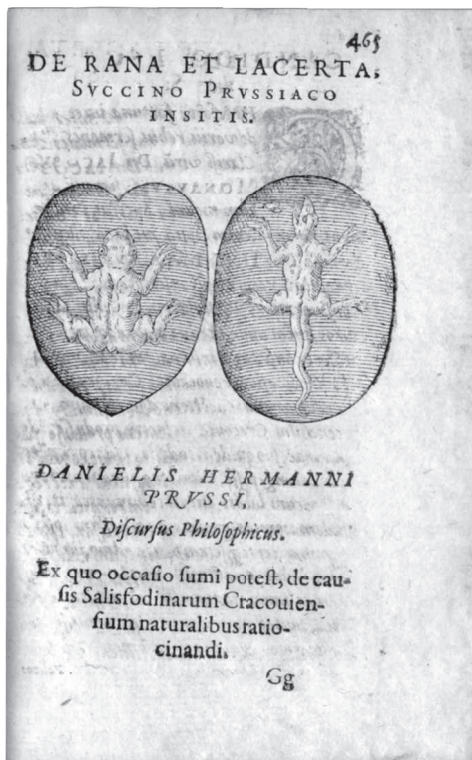 465
DE RANA ET LACERTA,
SVCCINO PRVSSIACO
INSITIS.
DANIELIS HERMANNI
PRVSSI,
Diſcurſus Philoſophicus.
Ex quo occaſio ſumi poteſt, de cau-
ſis Salisfodinarum Cracouien-
ſium naturalibus ratio-
cinandi.
Gg